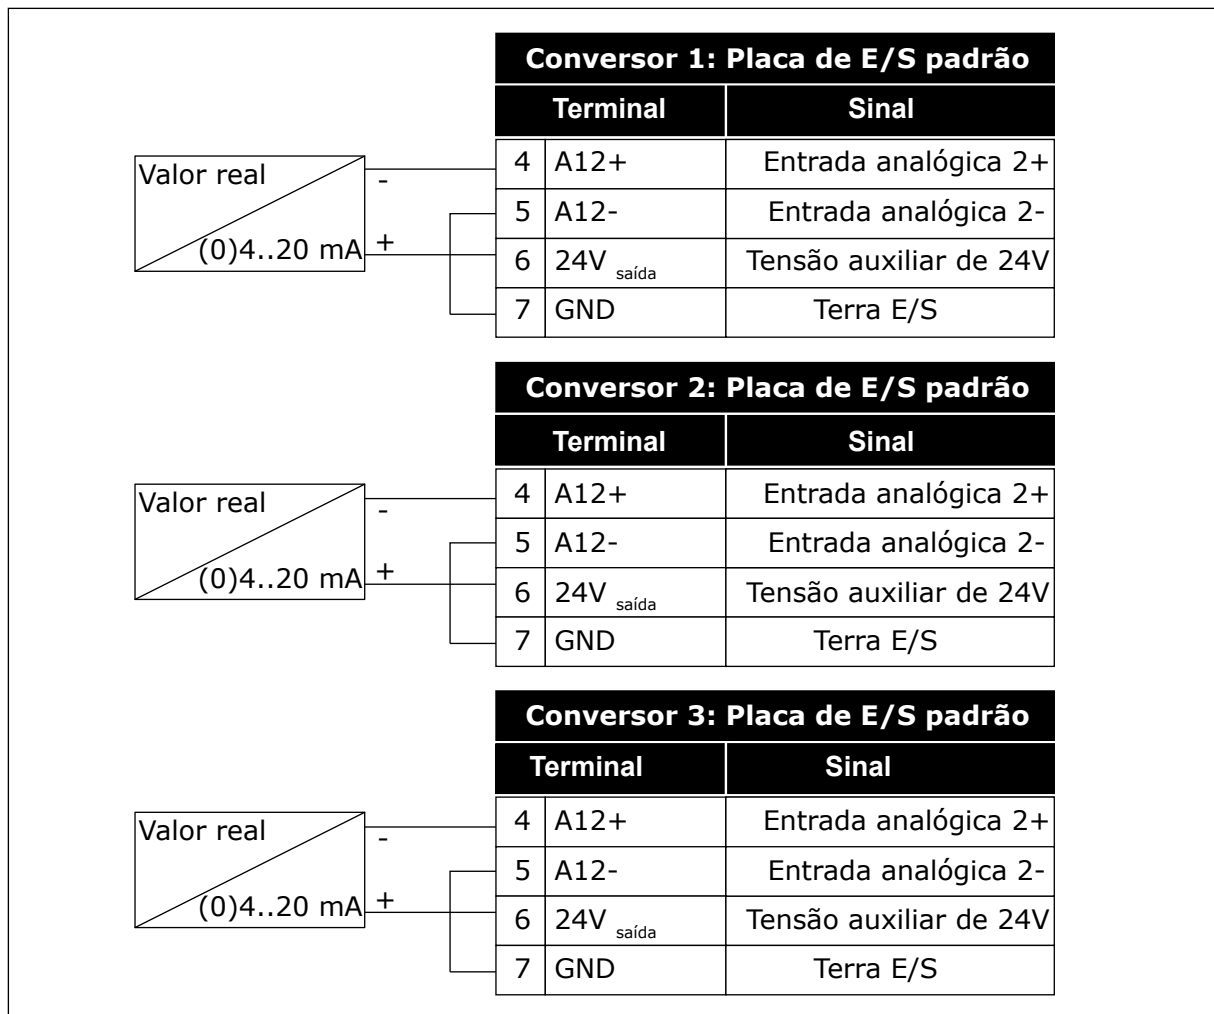 Conversor 1: Placa de E/S padrão
Terminal Sinal
Valor real - 4 A12+ Entrada analógica 2+
5 A12- Entrada analógica 2-
(0)4..20 mA + 6 24V saída Tensão auxiliar de 24V
7 GND Terra E/S
Conversor 2: Placa de E/S padrão
Terminal Sinal
Valor real - 4 A12+ Entrada analógica 2+
5 A12- Entrada analógica 2-
(0)4..20 mA + 6 24V saída Tensão auxiliar de 24V
7 GND Terra E/S
Conversor 3: Placa de E/S padrão
Terminal Sinal
Valor real - 4 A12+ Entrada analógica 2+
5 A12- Entrada analógica 2-
(0)4..20 mA + 6 24V saída Tensão auxiliar de 24V
7 GND Terra E/S